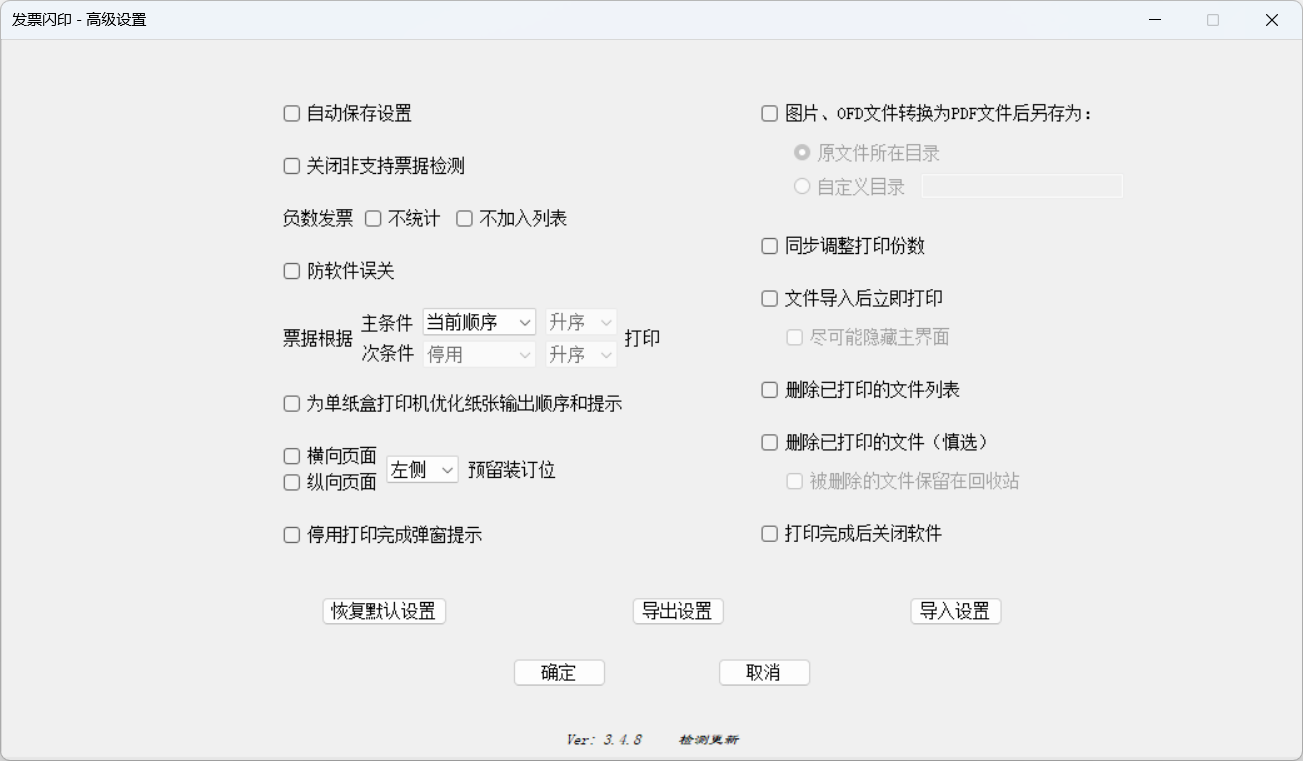 发票闪印 - 高级设置
自动保存设置
关闭非支持票据检测
负数发票 不统计 不加入列表
防软件误关
票据根据 主条件 当前顺序 升序 打印
次条件 停用 升序
为单纸盒打印机优化纸张输出顺序和提示
横向页面
纵向页面
左侧 预留装订位
停用打印完成弹窗提示
图片、OFD文件转换为PDF文件后另存为:
原文件所在目录
自定义目录
同步调整打印份数
文件导入后立即打印
尽可能隐藏主界面
删除已打印的文件列表
删除已打印的文件（慎选）
被删除的文件保留在回收站
打印完成后关闭软件
恢复默认设置 导出设置 导入设置
确定 取消
Ver: 3.4.8 检测更新